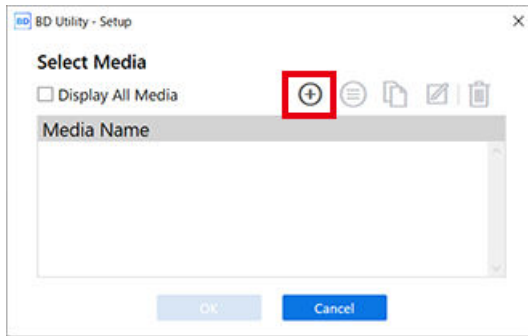 BD BD Utility - Setup
Select Media
Display All Media
Media Name
OK
Cancel